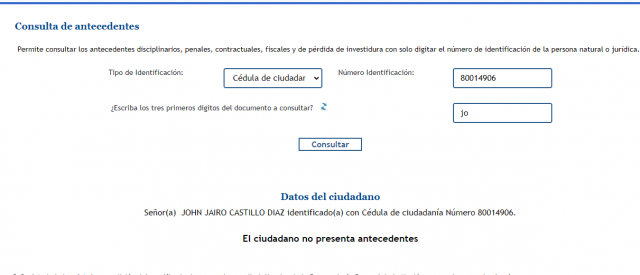 Consulta de antecedentes
Permite consultar los antecedentes disciplinarios, penales, contractuales, fiscales y de pérdida de investidura con solo digitar el número de identificación de la persona natural o jurídica.
Tipo de Identificación: Cédula de ciudadar Número Identificación: 80014906
¿Escriba los tres primeros digitos del documento a consultar? jo
Consultar
Datos del ciudadano
Señor(a) JOHN JAIRO CASTILLO DIAZ identificado(a) con Cédula de ciudadanía Número 80014906.
El ciudadano no presenta antecedentes